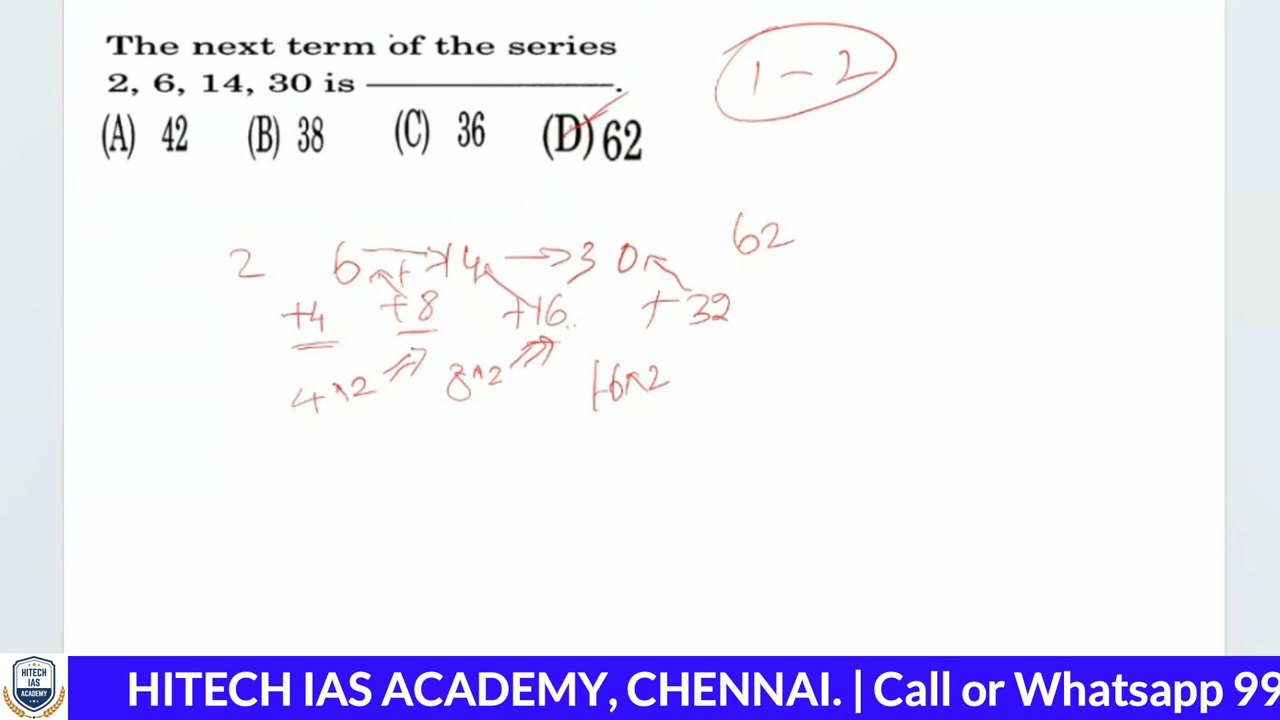 The next term of the series
2, 6, 14, 30 is ____________.
(A) 42 (B) 38 (C) 36 (D) 62
1 - 2
2 6 14 30 62
+4 +8 +16 +32
4×2 8×2 16×2
HITECH
IAS
ACADEMY
HITECH IAS ACADEMY, CHENNAI. | Call or Whatsapp 99